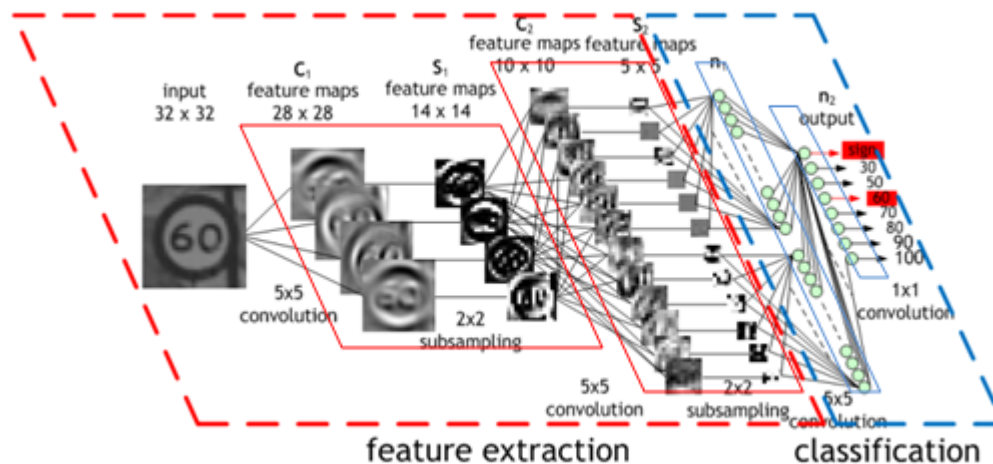 input
32 x 32
C1
feature maps
28 x 28
S1
feature maps
14 x 14
C2
feature maps
10 x 10
S2
feature maps
5 x 5
n1
n2
output
sign
30
50
60
70
80
90
100
60
5x5
convolution
2x2
subsampling
5x5
convolution
2x2
subsampling
5x5
convolution
1x1
convolution
feature extraction
classification